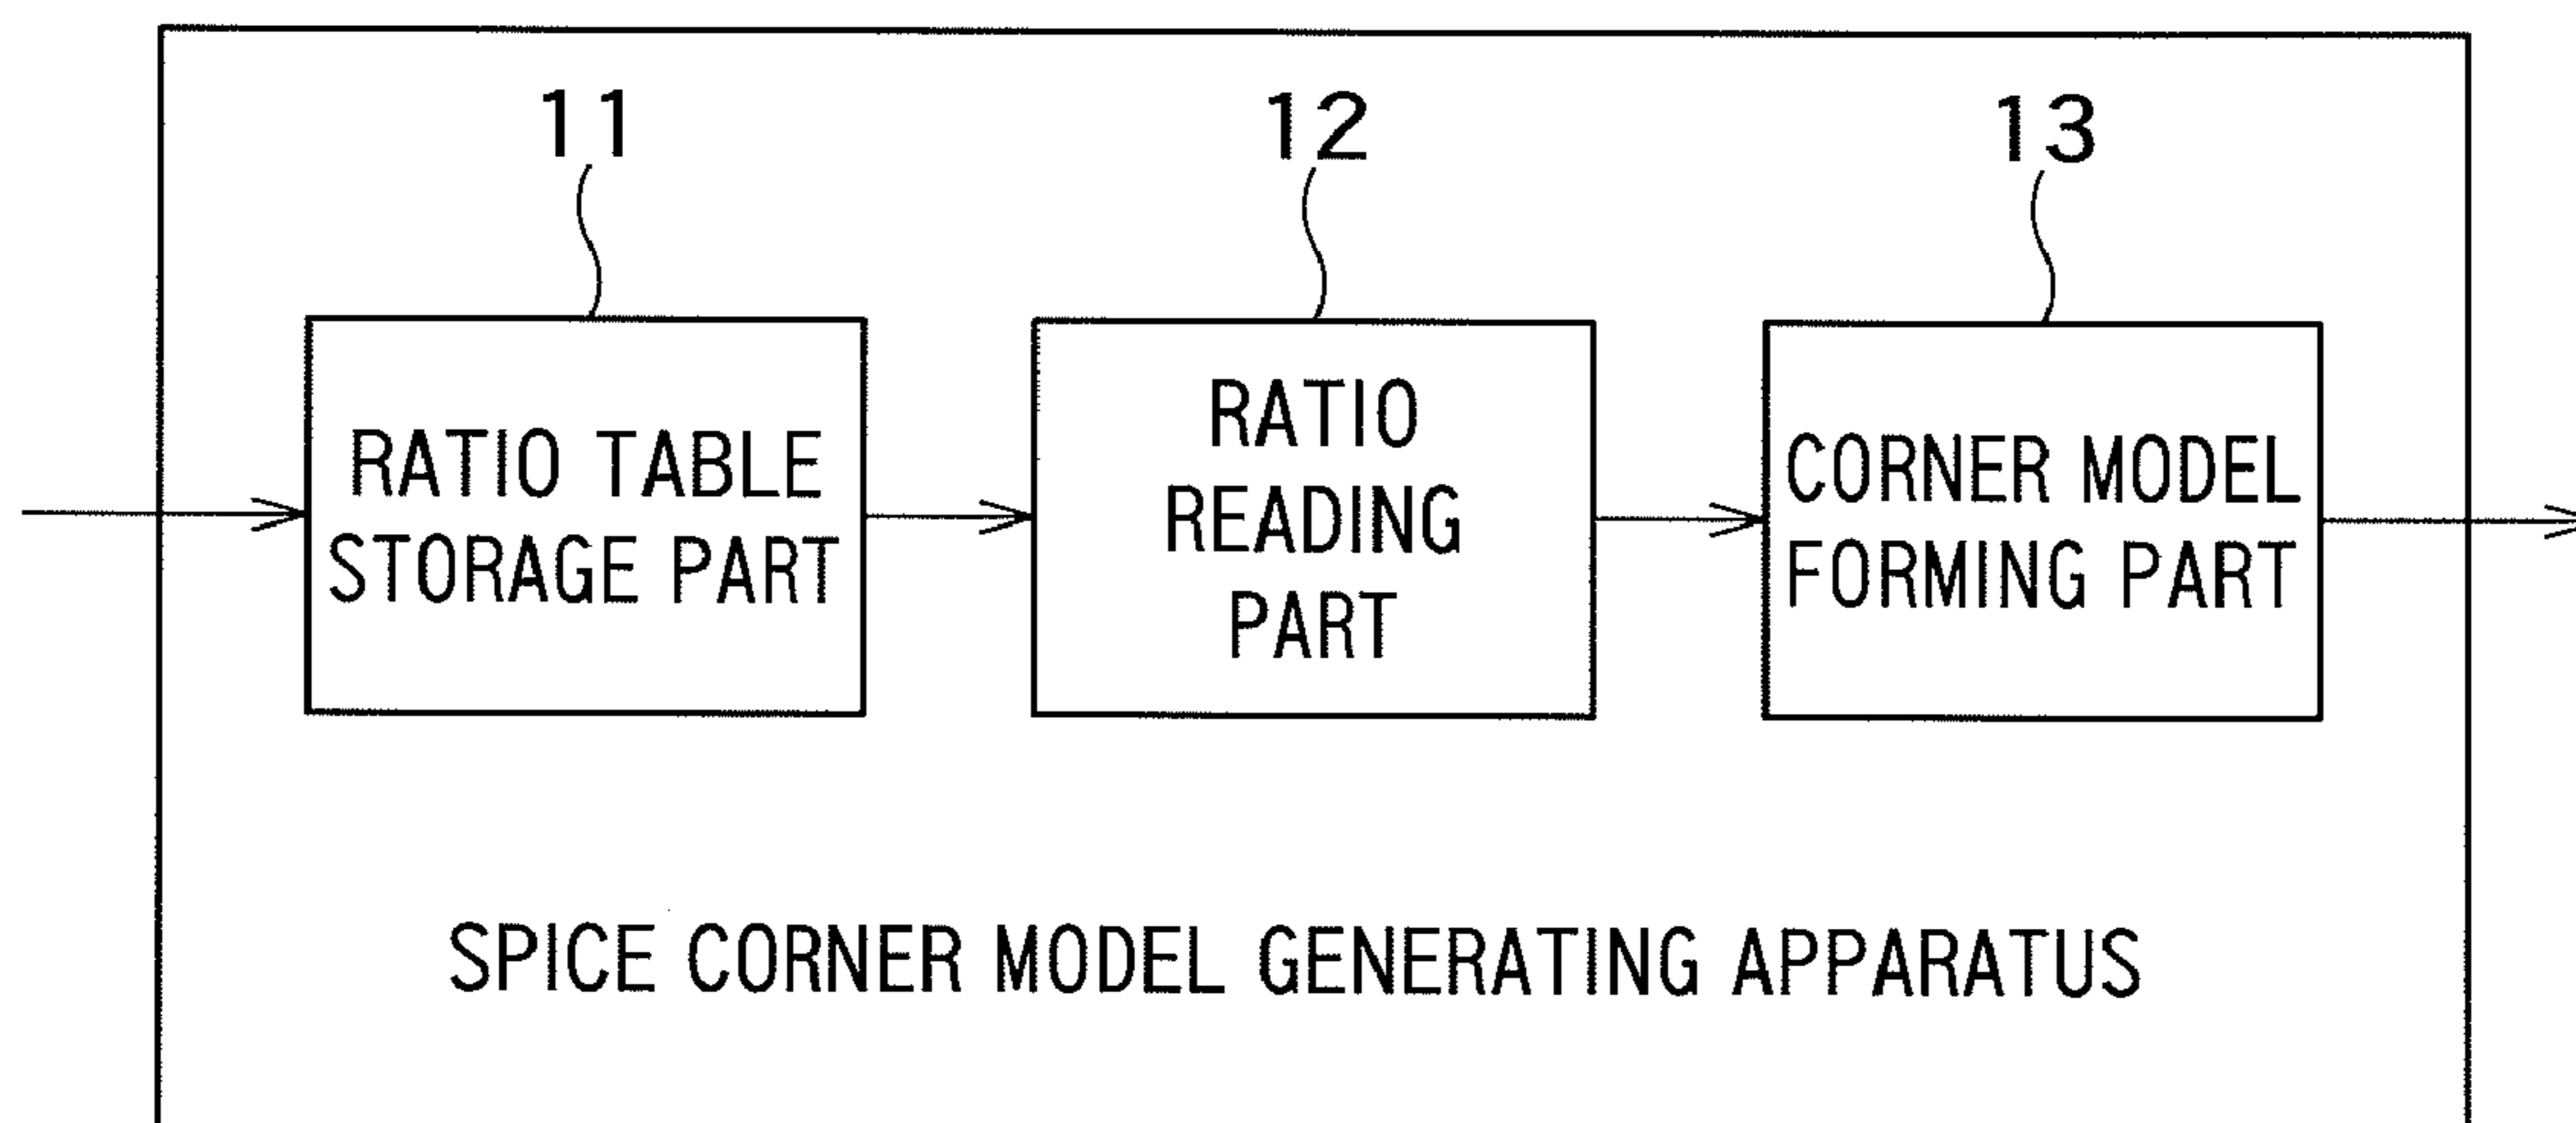 11
12
13
RATIO TABLE
STORAGE PART
RATIO
READING
PART
CORNER MODEL
FORMING PART
SPICE CORNER MODEL GENERATING APPARATUS